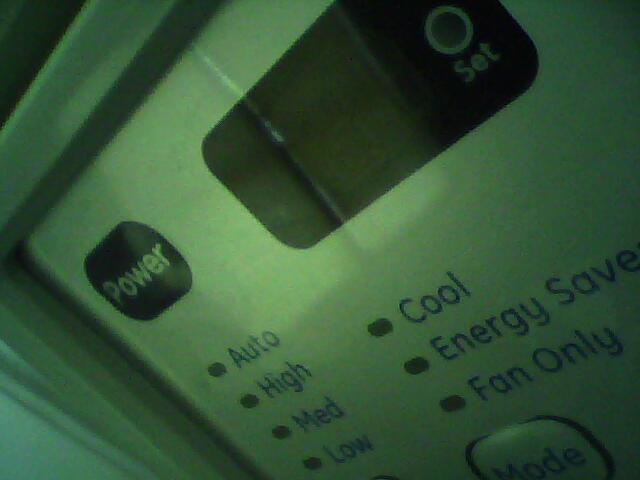 Set
Power
Auto
High
Med
Low
Cool
Energy Save
Fan Only
Mode